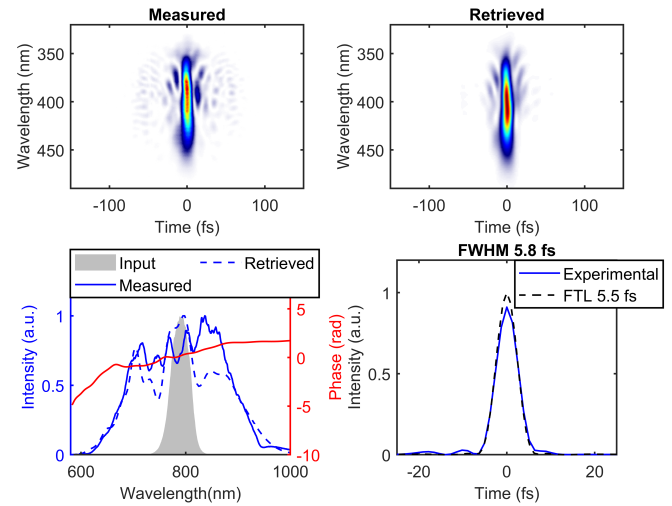 Measured
Retrieved
350
400
450
Wavelength (nm)
-100
0
100
Time (fs)
350
400
450
Wavelength (nm)
-100
0
100
Time (fs)
Input
Retrieved
Measured
1
0.5
0
Intensity (a.u.)
5
0
-5
-10
Phase (rad)
600
800
1000
Wavelength(nm)
FWHM 5.8 fs
Experimental
FTL 5.5 fs
1
0.5
0
Intensity (a.u.)
-20
0
20
Time (fs)